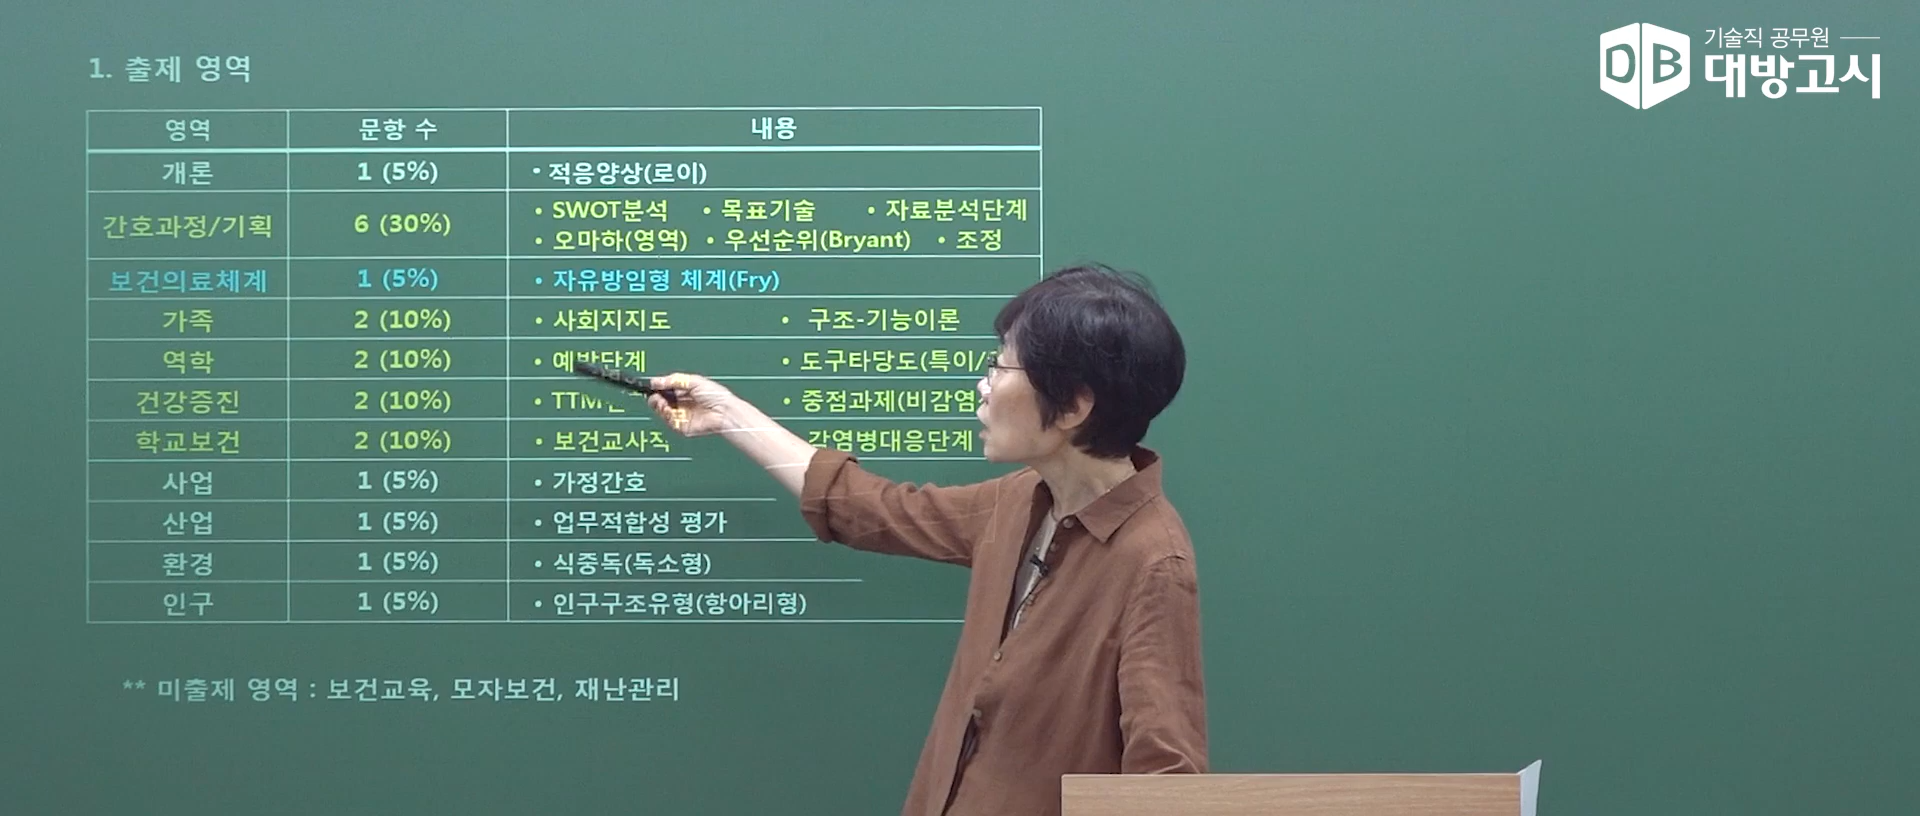 기술직 공무원
DB 대방고시
1. 출제 영역
영역 문항 수 내용
개론 1 (5%) • 적응양상(로이)
간호과정/기획 6 (30%) • SWOT분석 • 목표기술 • 자료분석단계
• 오마하(영역) • 우선순위(Bryant) • 조정
보건의료체계 1 (5%) • 자유방임형 체계(Fry)
가족 2 (10%) • 사회지지도 • 구조-기능이론
역학 2 (10%) • 예방단계 • 도구타당도(특이/
건강증진 2 (10%) • TTM • 중점과제(비감염
학교보건 2 (10%) • 보건교사직 감염병대응단계
사업 1 (5%) • 가정간호
산업 1 (5%) • 업무적합성 평가
환경 1 (5%) • 식중독(독소형)
인구 1 (5%) • 인구구조유형(항아리형)
** 미출제 영역 : 보건교육, 모자보건, 재난관리